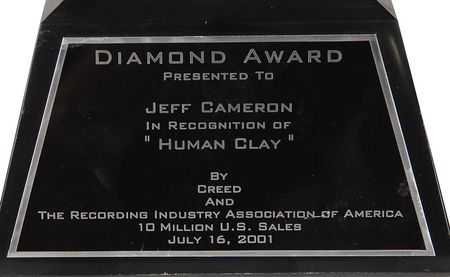 Diamond Award
Presented To
Jeff Cameron
In Recognition of
" Human Clay "
By
Creed
And
The Recording Industry Association of America
10 Million U.S. Sales
July 16, 2001